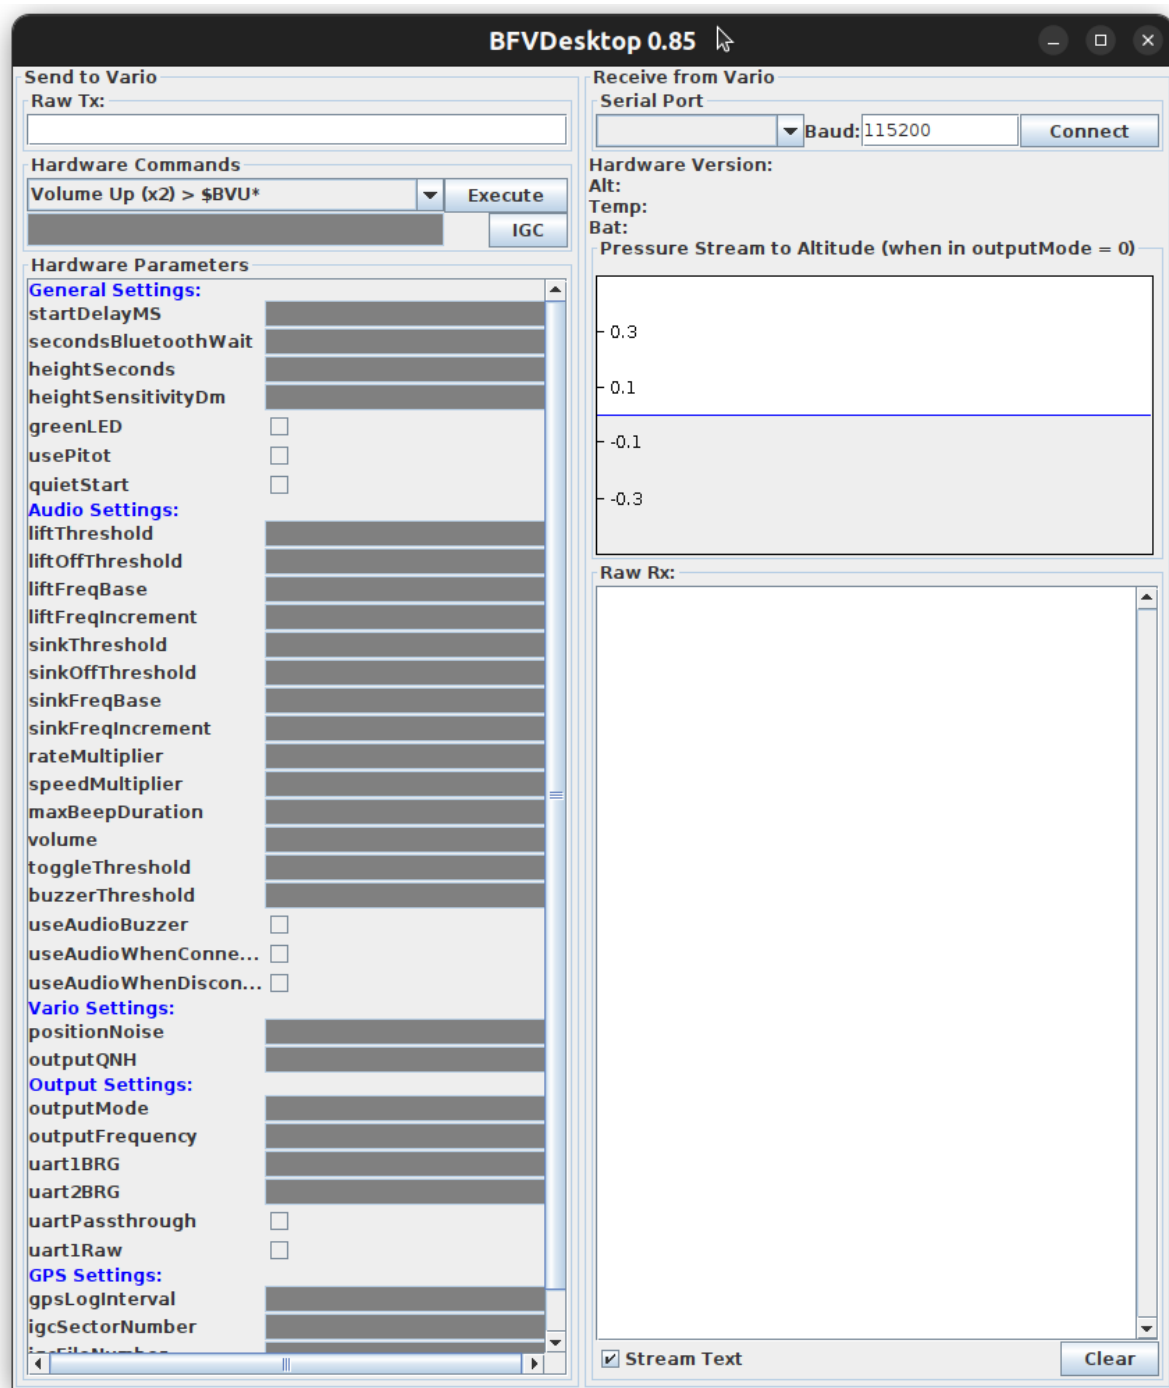 BFVDesktop 0.85
Send to Vario
Raw Tx:
Hardware Commands
Volume Up (x2) > $BVU*
Execute
IGC
Hardware Parameters
General Settings:
startDelayMS
secondsBluetoothWait
heightSeconds
heightSensitivityDm
greenLED
usePitot
quietStart
Audio Settings:
liftThreshold
liftOffThreshold
liftFreqBase
liftFreqIncrement
sinkThreshold
sinkOffThreshold
sinkFreqBase
sinkFreqIncrement
rateMultiplier
speedMultiplier
maxBeepDuration
volume
toggleThreshold
buzzerThreshold
useAudioBuzzer
useAudioWhenConne...
useAudioWhenDiscon...
Vario Settings:
positionNoise
outputQNH
Output Settings:
outputMode
outputFrequency
uart1BRG
uart2BRG
uartPassthrough
uart1Raw
GPS Settings:
gpsLogInterval
igcSectorNumber
Receive from Vario
Serial Port
Baud: 115200
Connect
Hardware Version:
Alt:
Temp:
Bat:
Pressure Stream to Altitude (when in outputMode = 0)
0.3
0.1
-0.1
-0.3
Raw Rx:
Stream Text
Clear